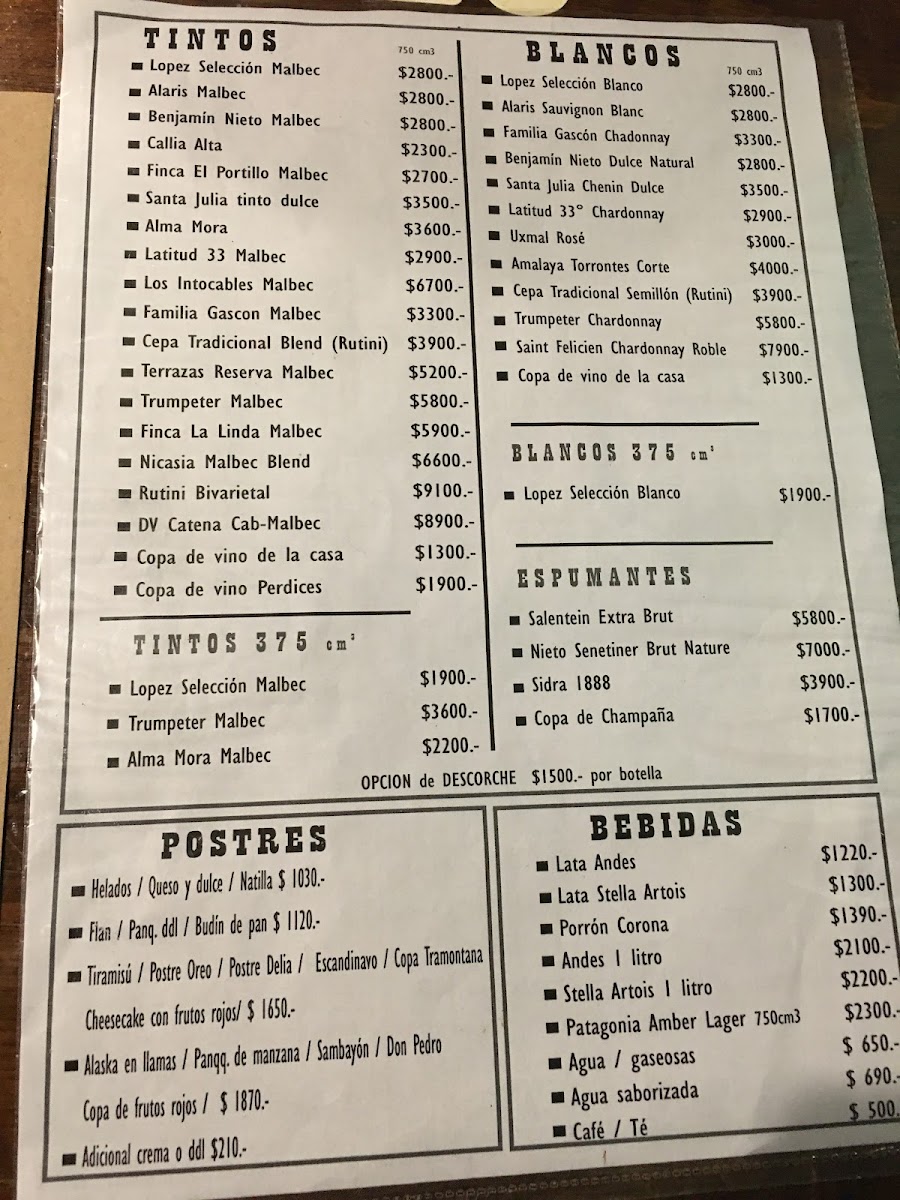 TINTOS
750 cm3
Lopez Selección Malbec $2800.-
Alaris Malbec $2800.-
Benjamín Nieto Malbec $2800.-
Callia Alta $2300.-
Finca El Portillo Malbec $2700.-
Santa Julia tinto dulce $3500.-
Alma Mora $3600.-
Latitud 33 Malbec $2900.-
Los Intocables Malbec $6700.-
Familia Gascon Malbec $3300.-
Cepa Tradicional Blend (Rutini) $3900.-
Terrazas Reserva Malbec $5200.-
Trumpeter Malbec $5800.-
Finca La Linda Malbec $5900.-
Nicasia Malbec Blend $6600.-
Rutini Bivarietal $9100.-
DV Catena Cab-Malbec $8900.-
Copa de vino de la casa $1300.-
Copa de vino Perdices $1900.-
TINTOS 375 cm³
Lopez Selección Malbec $1900.-
Trumpeter Malbec $3600.-
Alma Mora Malbec $2200.-
BLANCOS
750 cm3
Lopez Selección Blanco $2800.-
Alaris Sauvignon Blanc $2800.-
Familia Gascón Chadonnay $3300.-
Benjamín Nieto Dulce Natural $2800.-
Santa Julia Chenin Dulce $3500.-
Latitud 33° Chardonnay $2900.-
Uxmal Rosé $3000.-
Amalaya Torrontes Corte $4000.-
Cepa Tradicional Semillón (Rutini) $3900.-
Trumpeter Chardonnay $5800.-
Saint Felicien Chardonnay Roble $7900.-
Copa de vino de la casa $1300.-
BLANCOS 375 cm³
Lopez Selección Blanco $1900.-
ESPUMANTES
Salentein Extra Brut $5800.-
Nieto Senetiner Brut Nature $7000.-
Sidra 1888 $3900.-
Copa de Champaña $1700.-
OPCION de DESCORCHE $1500.- por botella
POSTRES
Helados / Queso y dulce / Natilla $ 1030.-
Flan / Panq. ddl / Budín de pan $ 1120.-
Tiramisú / Postre Oreo / Postre Delia / Escandinavo / Copa Tramontana
Cheesecake con frutos rojos/ $ 1650.-
Alaska en llamas / Panqq. de manzana / Sambayón / Don Pedro
Copa de frutos rojos / $ 1870.-
Adicional crema o ddl $210.-
BEBIDAS
Lata Andes $1220.-
Lata Stella Artois $1300.-
Porrón Corona $1390.-
Andes 1 litro $2100.-
Stella Artois 1 litro $2200.-
Patagonia Amber Lager 750cm3 $2300.-
Agua / gaseosas $ 650.-
Agua saborizada $ 690.-
Café / Té $ 500.